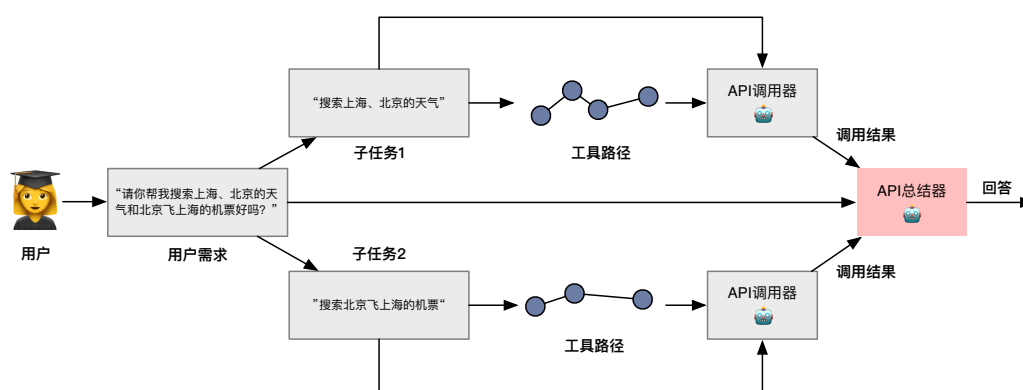 “搜索上海、北京的天气”
API调用器
子任务1
工具路径
调用结果
“请你帮我搜索上海、北京的天
气和北京飞上海的机票好吗？”
API总结器
回答
用户
用户需求
子任务2
调用结果
”搜索北京飞上海的机票“
API调用器
工具路径